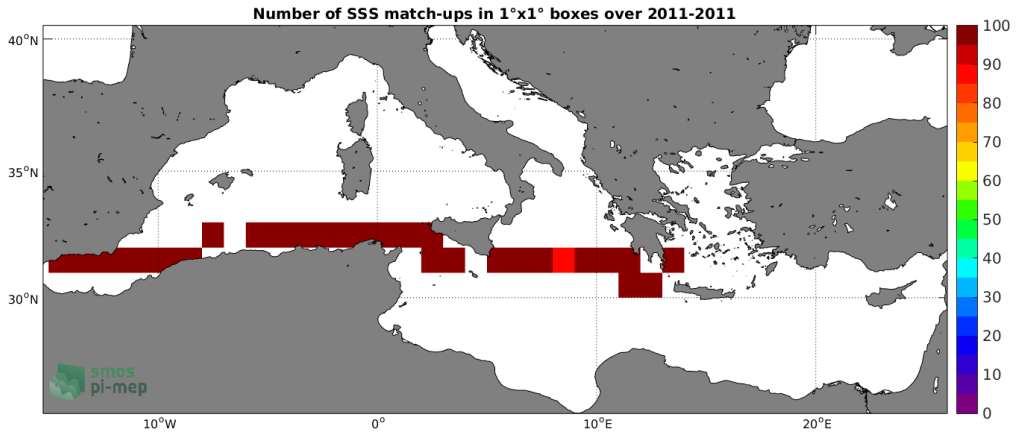 Number of SSS match-ups in 1°x1° boxes over 2011-2011
40°N
35°N
30°N
10°W
0°
10°E
20°E
100
90
80
70
60
50
40
30
20
10
0
smos
pi-mep